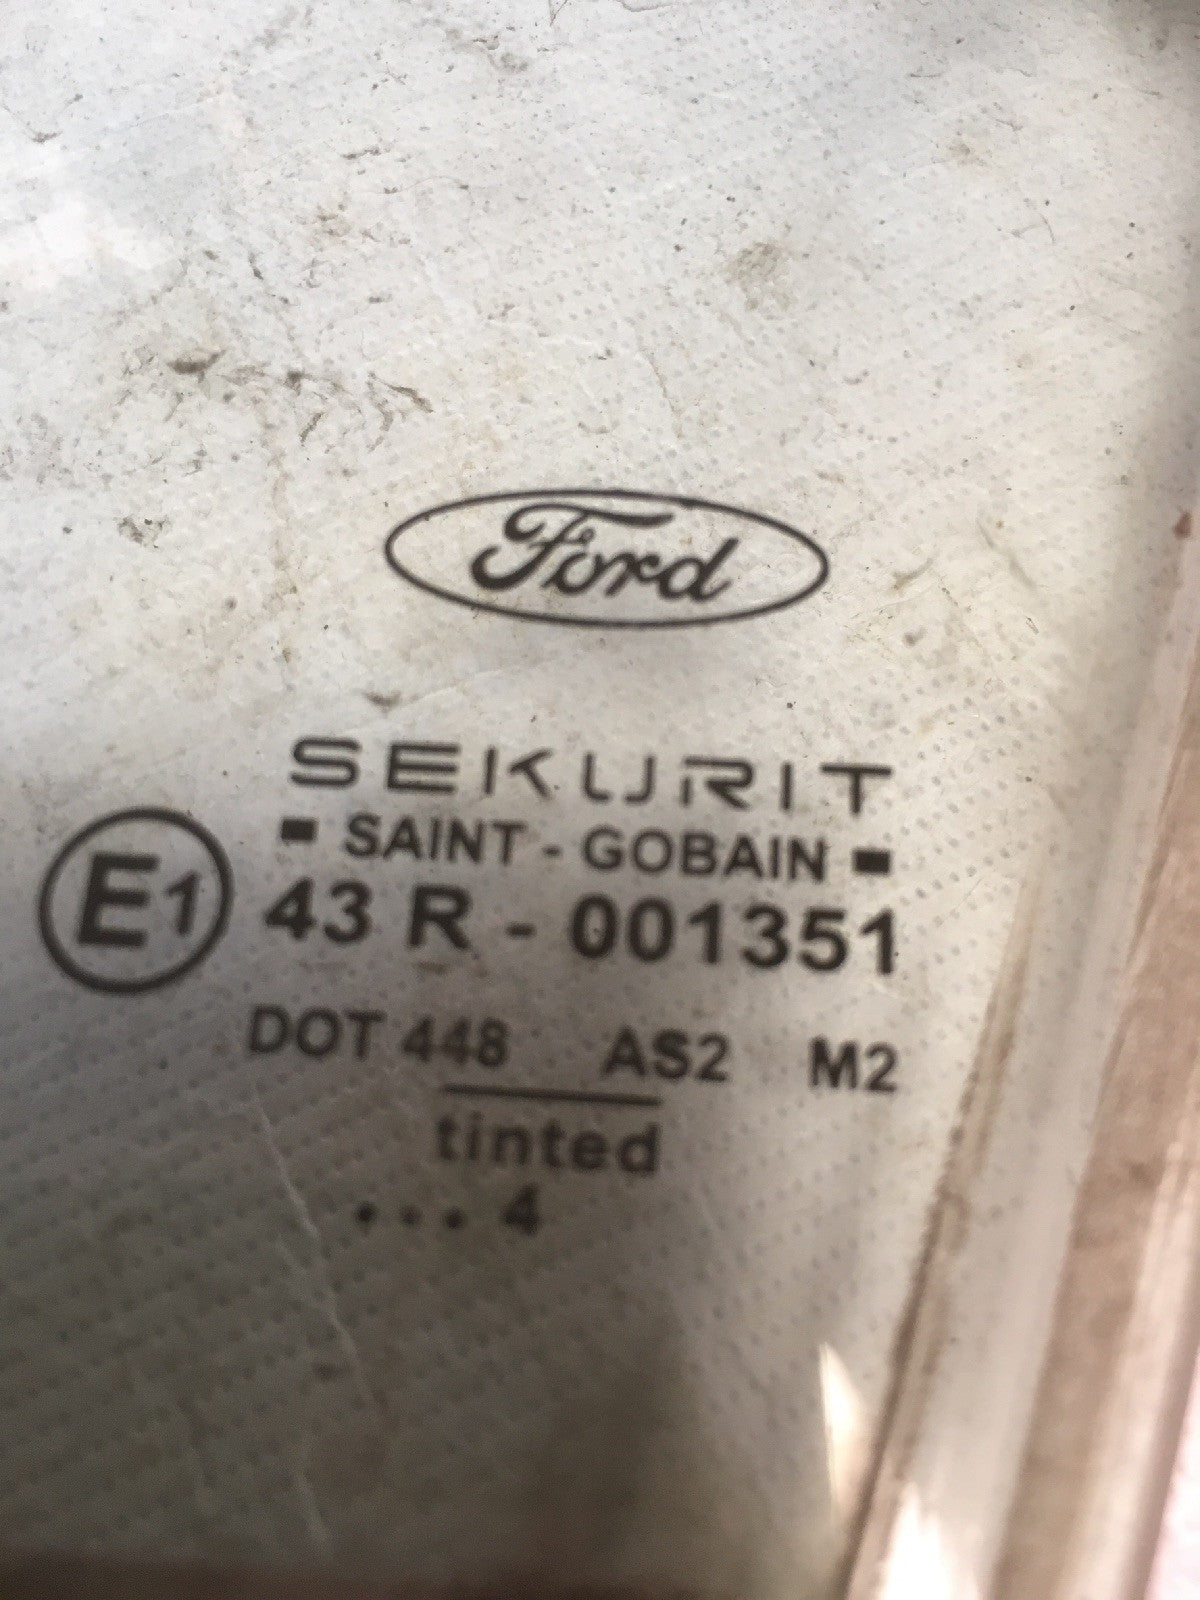 Ford
SEKURIT
SAINT - GOBAIN
E1 43 R - 001351
DOT 448 AS2 M2
tinted
... 4